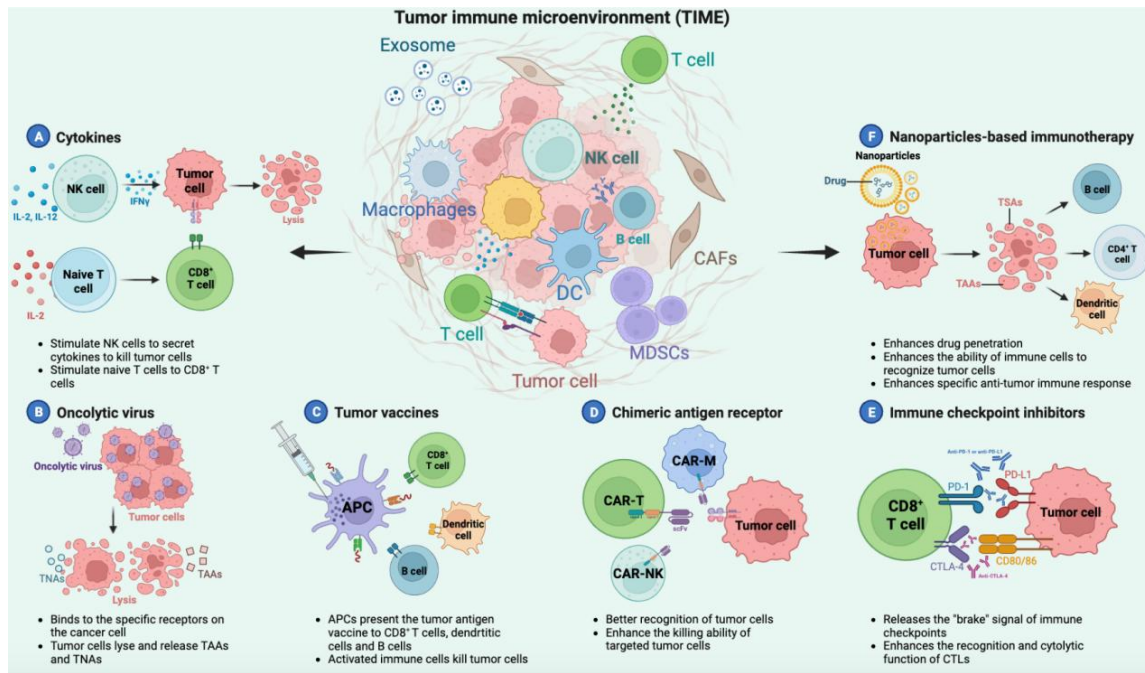 Tumor immune microenvironment (TIME)
Exosome
T cell
NK cell
Macrophages
B cell
CAFs
DC
T cell
MDSCs
Tumor cell
A Cytokines
NK cell
IFNγ
Tumor
cell
IL-2, IL-12
Lysis
Naive T
cell
CD8⁺
T cell
IL-2
• Stimulate NK cells to secret
cytokines to kill tumor cells
• Stimulate naive T cells to CD8⁺ T
cells
B Oncolytic virus
Oncolytic virus
Tumor cells
TNAs
TAAs
Lysis
• Binds to the specific receptors on
the cancer cell
• Tumor cells lyse and release TAAs
and TNAs
C Tumor vaccines
CD8⁺
T cell
APC
Dendritic
cell
B cell
• APCs present the tumor antigen
vaccine to CD8⁺ T cells, dendrtitic
cells and B cells
• Activated immune cells kill tumor cells
D Chimeric antigen receptor
CAR-M
CAR-T
scFv
Tumor cell
CAR-NK
• Better recognition of tumor cells
• Enhance the killing ability of
targeted tumor cells
F Nanoparticles-based immunotherapy
Nanoparticles
Drug
B cell
TSAs
Tumor cell
CD4⁺ T
cell
TAAs
Dendritic
cell
• Enhances drug penetration
• Enhances the ability of immune cells to
recognize tumor cells
• Enhances specific anti-tumor immune response
E Immune checkpoint inhibitors
Anti-PD-1 or anti-PD-L1
PD-1
PD-L1
CD8⁺
T cell
Tumor cell
CTLA-4
CD80/86
Anti-CTLA-4
• Releases the "brake" signal of immune
checkpoints
• Enhances the recognition and cytolytic
function of CTLs